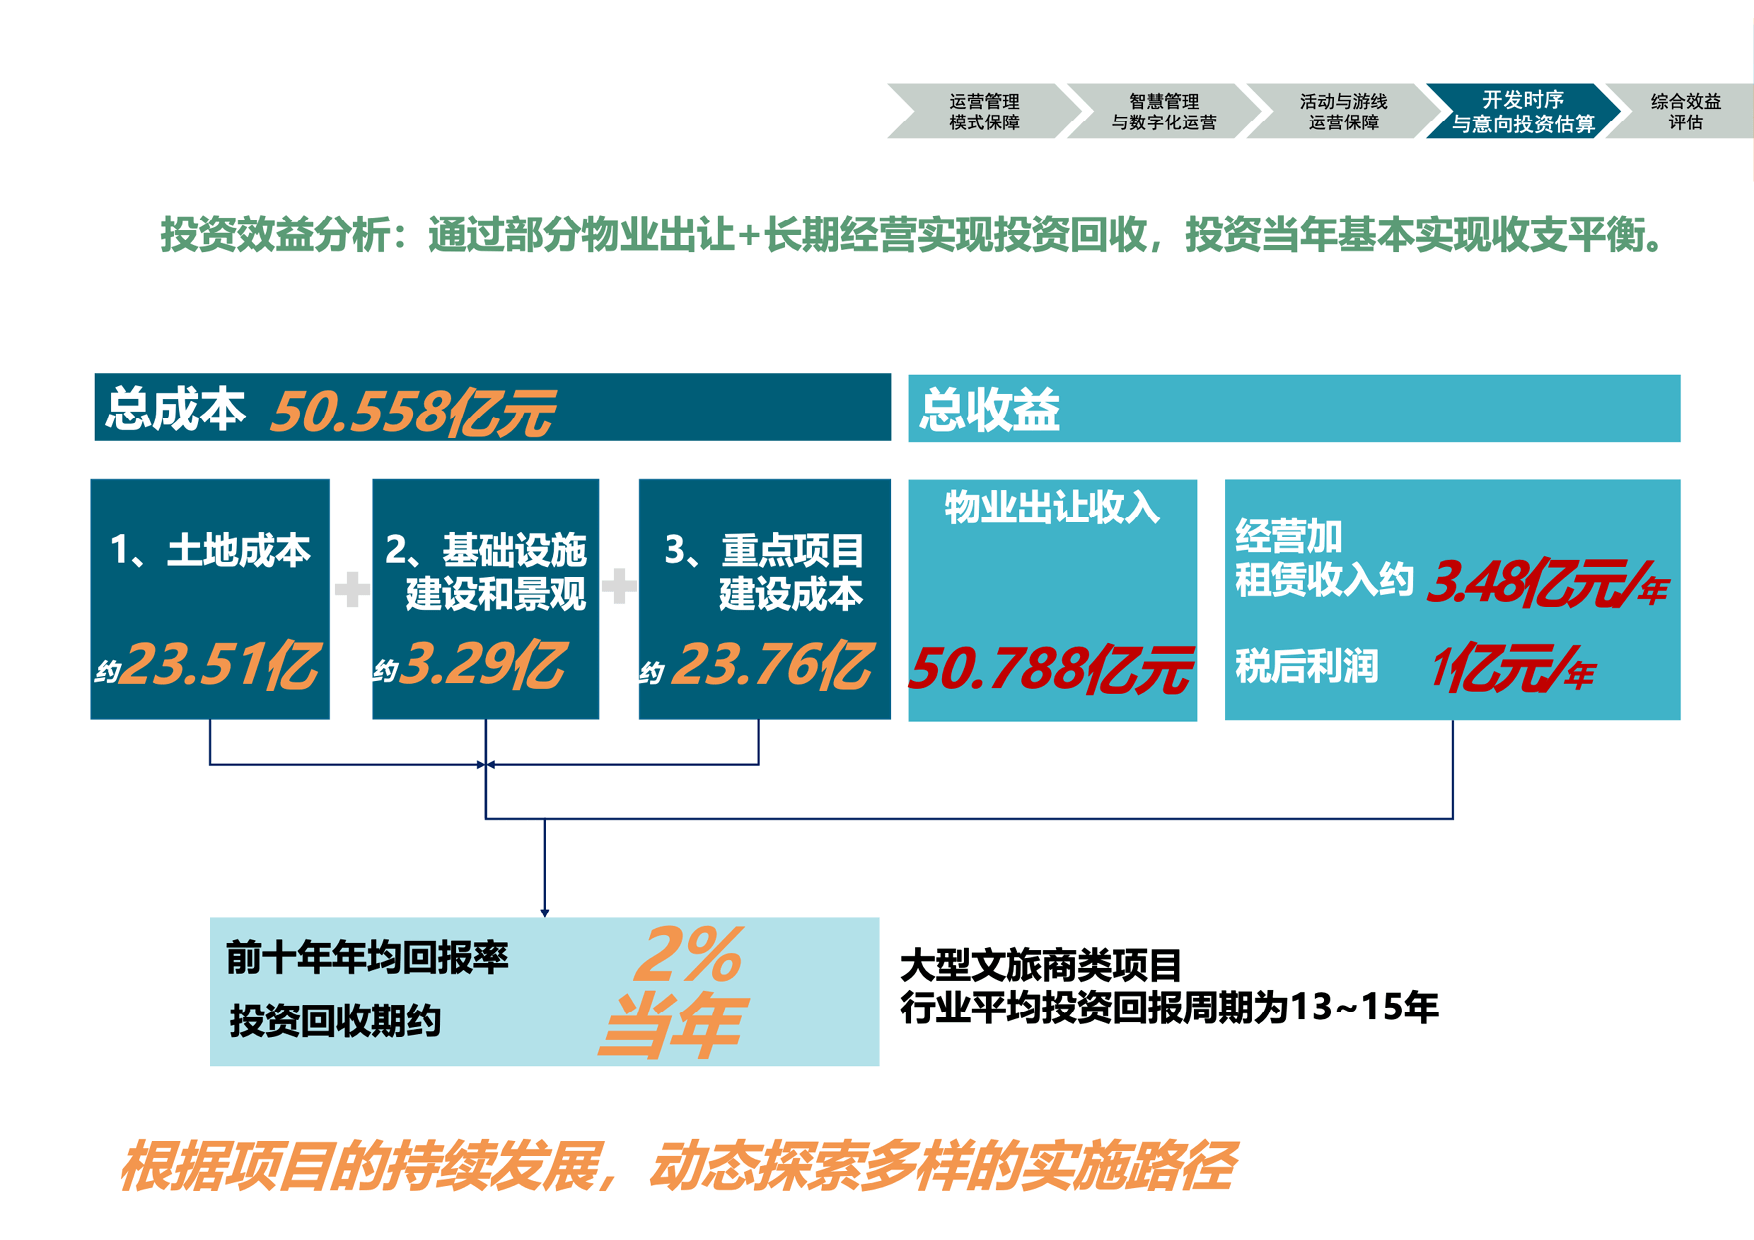 运营管理
模式保障
智慧管理
与数字化运营
活动与游线
运营保障
开发时序
与意向投资估算
综合效益
评估
投资效益分析：通过部分物业出让+长期经营实现投资回收，投资当年基本实现收支平衡。
总成本 50.558亿元
总收益
1、土地成本
约23.51亿
2、基础设施
建设和景观
约3.29亿
3、重点项目
建设成本
约23.76亿
物业出让收入
50.788亿元
经营加
租赁收入约 3.48亿元/年
税后利润 1亿元/年
前十年年均回报率 2%
投资回收期约 当年
大型文旅商类项目
行业平均投资回报周期为13~15年
根据项目的持续发展，动态探索多样的实施路径